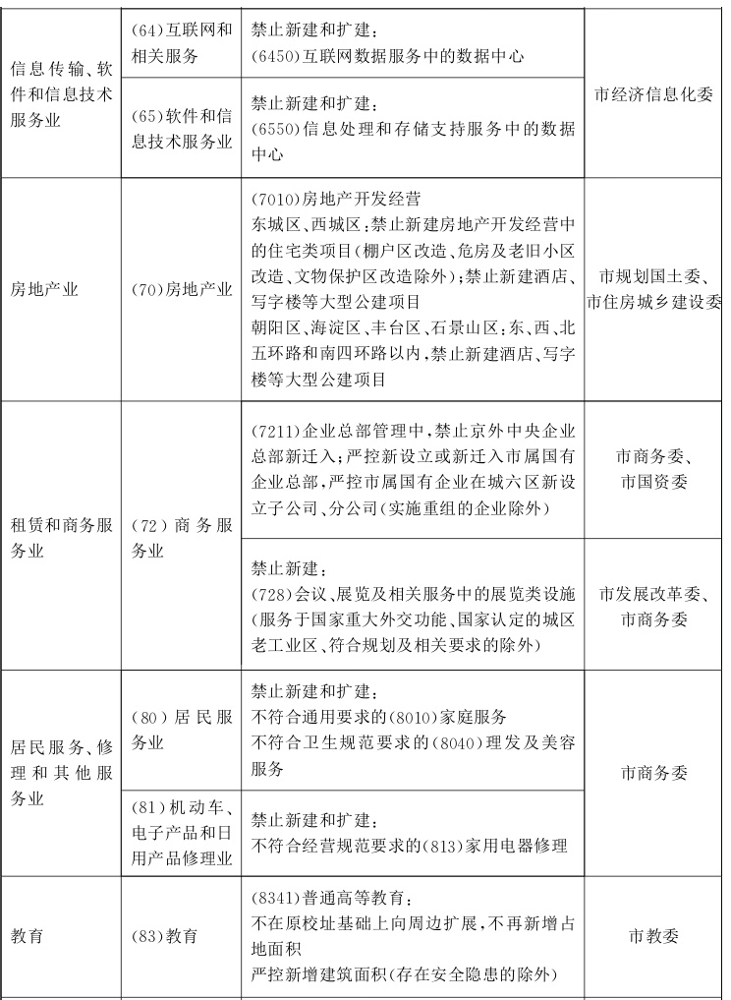 信息传输、软
件和信息技术
服务业
(64)互联网和
相关服务
禁止新建和扩建:
(6450)互联网数据服务中的数据中心
(65)软件和信
息技术服务业
禁止新建和扩建:
(6550)信息处理和存储支持服务中的数据
中心
市经济信息化委
房地产业
(70)房地产业
(7010)房地产开发经营
东城区、西城区:禁止新建房地产开发经营中
的住宅类项目(棚户区改造、危房及老旧小区
改造、文物保护区改造除外);禁止新建酒店、
写字楼等大型公建项目
朝阳区、海淀区、丰台区、石景山区:东、西、北
五环路和南四环路以内,禁止新建酒店、写字
楼等大型公建项目
市规划国土委、
市住房城乡建设委
租赁和商务服
务业
(72)商务服
务业
(7211)企业总部管理中,禁止京外中央企业
总部新迁入;严控新设立或新迁入市属国有
企业总部,严控市属国有企业在城六区新设
立子公司、分公司(实施重组的企业除外)
市商务委、
市国资委
禁止新建:
(728)会议、展览及相关服务中的展览类设施
(服务于国家重大外交功能、国家认定的城区
老工业区、符合规划及相关要求的除外)
市发展改革委、
市商务委
居民服务、修
理和其他服
务业
(80)居民服
务业
禁止新建和扩建:
不符合通用要求的(8010)家庭服务
不符合卫生规范要求的(8040)理发及美容
服务
(81)机动车、
电子产品和日
用产品修理业
禁止新建和扩建:
不符合经营规范要求的(813)家用电器修理
市商务委
教育
(83)教育
(8341)普通高等教育:
不在原校址基础上向周边扩展,不再新增占
地面积
严控新增建筑面积(存在安全隐患的除外)
市教委